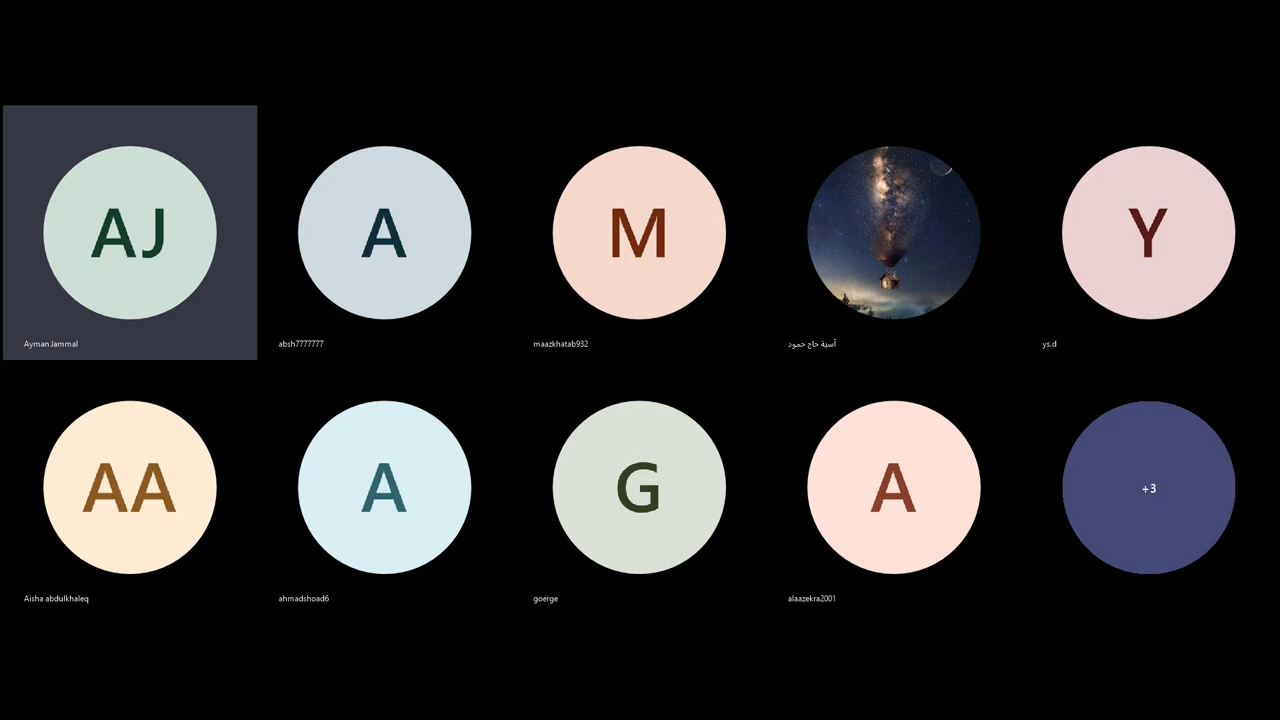 AJ
Ayman Jammal
A
absh7777777
M
maazkhatab932
آسية حاج حمود
Y
ys.d
AA
Aisha abdulkhaleq
A
ahmadshoad6
G
goerge
A
alaazekra2001
+3